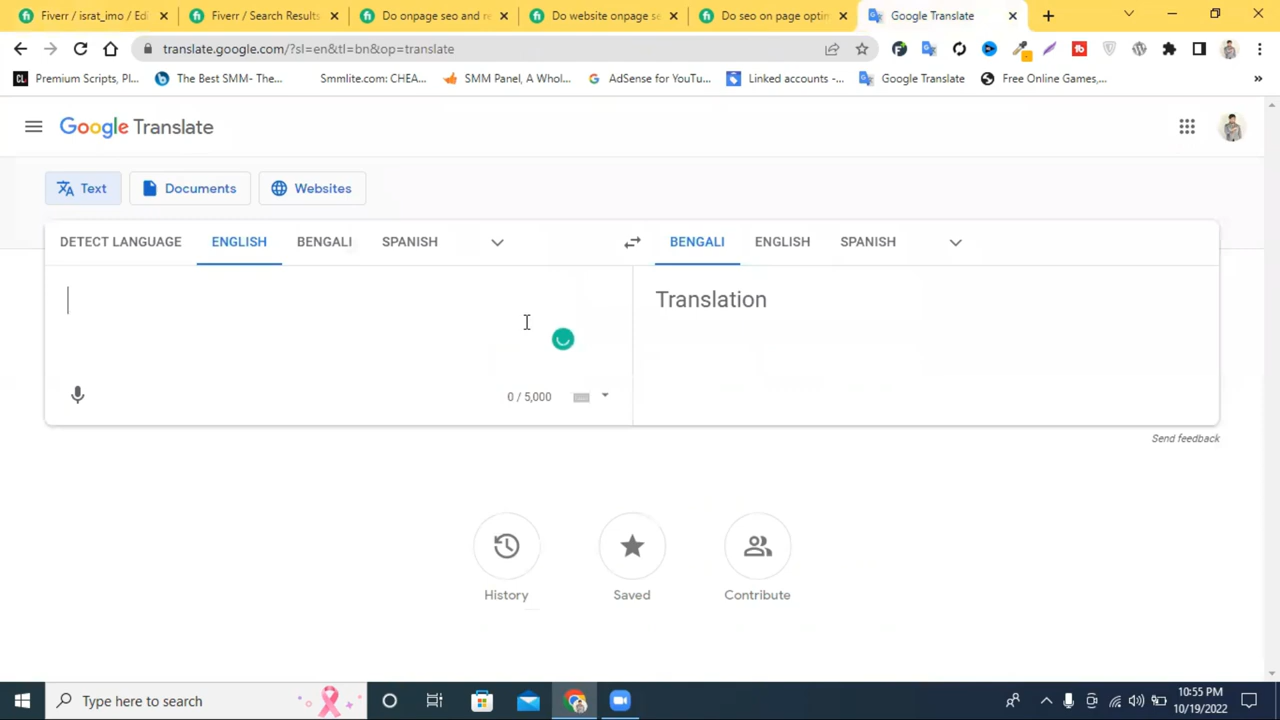 Fiverr / israt_imo / Edi
Fiverr / Search Results
Do onpage seo and re
Do website onpage se
Do seo on page optim
Google Translate
translate.google.com/?sl=en&tl=bn&op=translate
Premium Scripts, Pl...
The Best SMM- The...
Smmlite.com: CHEA...
SMM Panel, A Whol...
AdSense for YouTu...
Linked accounts -...
Google Translate
Free Online Games,...
Google Translate
Text
Documents
Websites
DETECT LANGUAGE
ENGLISH
BENGALI
SPANISH
BENGALI
ENGLISH
SPANISH
Translation
0 / 5,000
Send feedback
History
Saved
Contribute
Type here to search
10:55 PM
10/19/2022